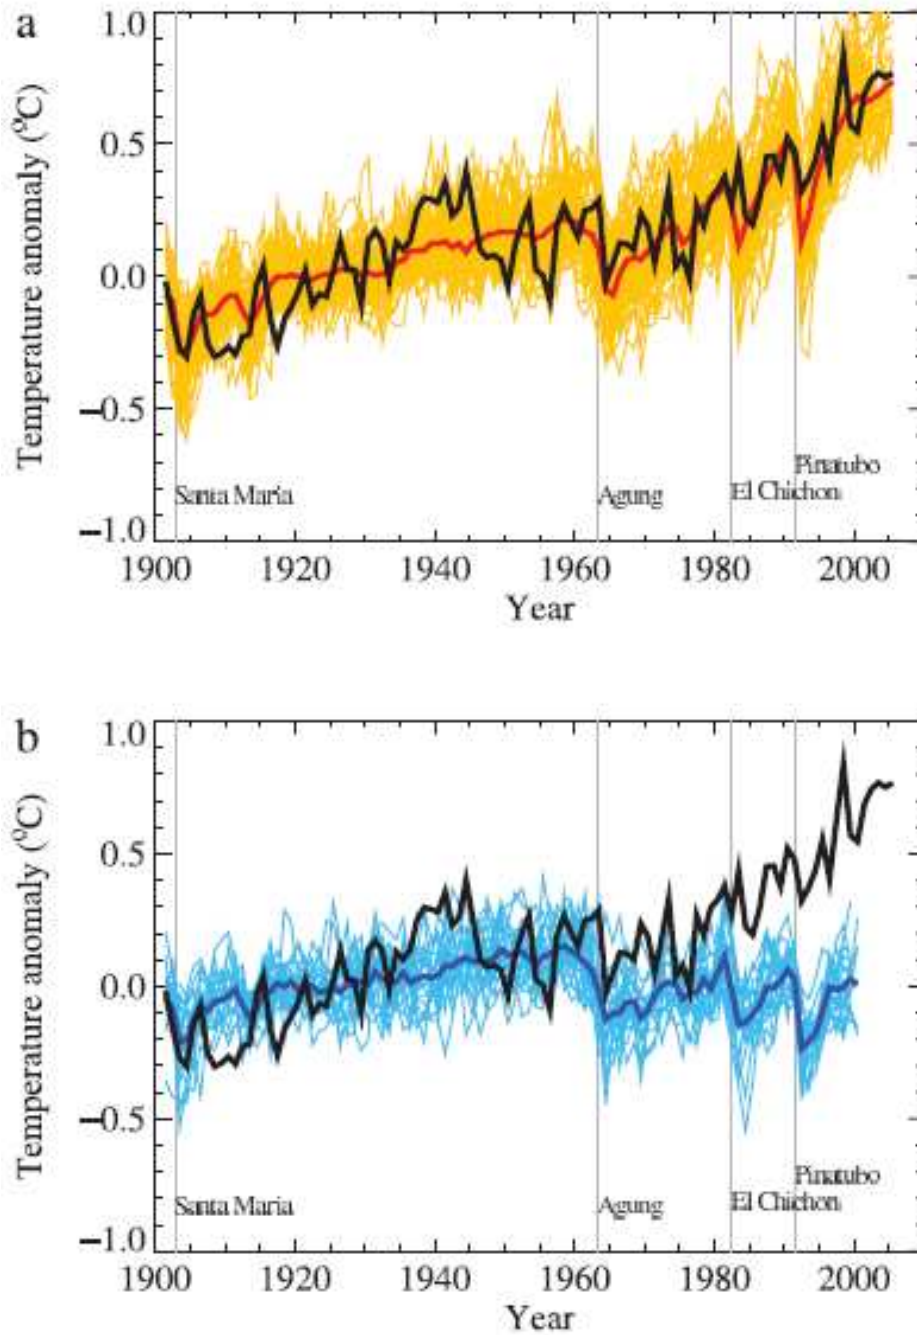 a
Temperature anomaly (°C)
1.0
0.5
0.0
−0.5
−1.0
Santa Maria
Agung
El Chichon
Pinatubo
1900 1920 1940 1960 1980 2000
Year
b
Temperature anomaly (°C)
1.0
0.5
0.0
−0.5
−1.0
Santa Maria
Agung
El Chichon
Pinatubo
1900 1920 1940 1960 1980 2000
Year